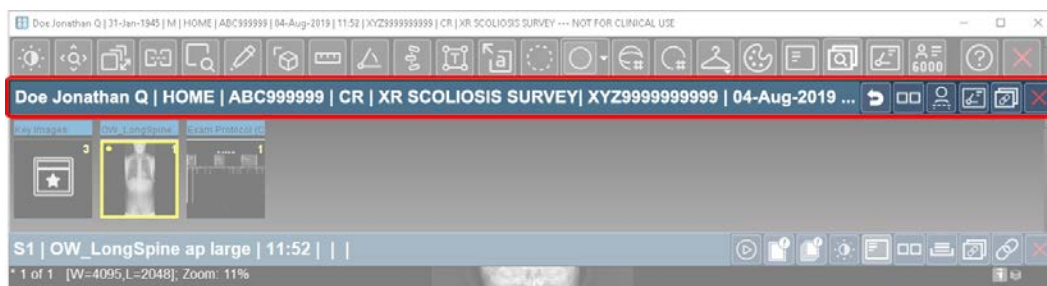 Doe Jonathan Q | 31-Jan-1945 | M | HOME | ABC999999 | 04-Aug-2019 | 11:52 | XYZ9999999999 | CR | XR SCOLIOSIS SURVEY --- NOT FOR CLINICAL USE
T a # # 6000 ?
Doe Jonathan Q | HOME | ABC999999 | CR | XR SCOLIOSIS SURVEY| XYZ9999999999 | 04-Aug-2019 ...
Key Images OW_LongSpine Exam Protocol (C
3 1 1
S1 | OW_LongSpine ap large | 11:52 | | |
* 1 of 1 [W=4095,L=2048]; Zoom: 11%